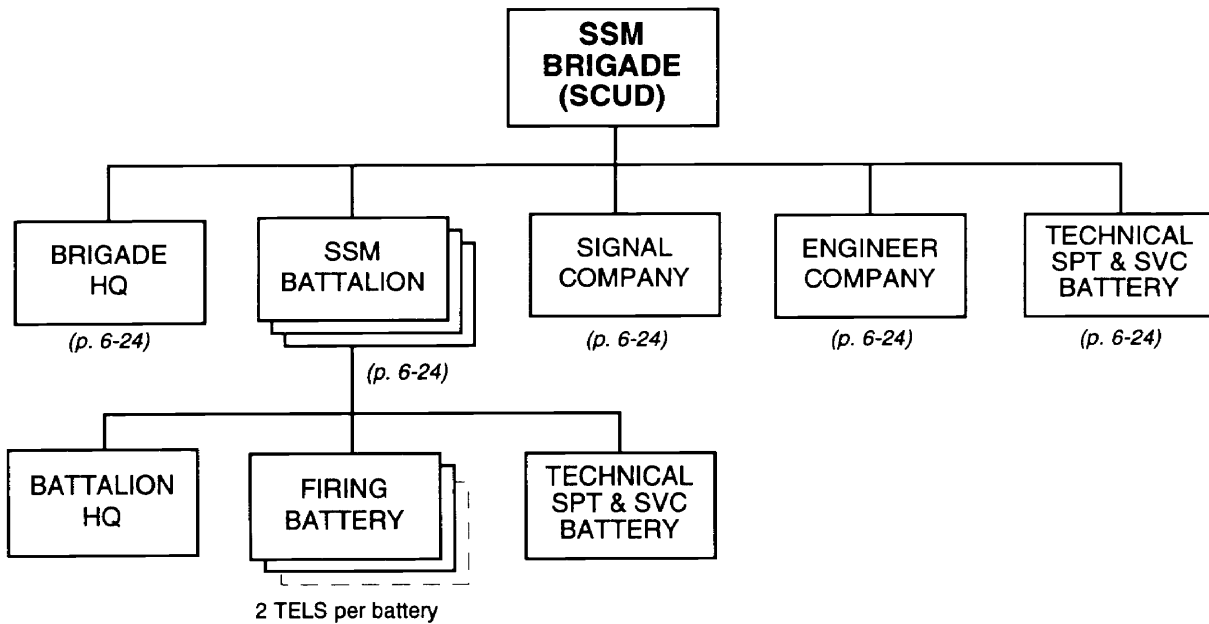 SSM
BRIGADE
(SCUD)
BRIGADE
HQ
(p. 6-24)
SSM
BATTALION
(p. 6-24)
SIGNAL
COMPANY
(p. 6-24)
ENGINEER
COMPANY
(p. 6-24)
TECHNICAL
SPT & SVC
BATTERY
(p. 6-24)
BATTALION
HQ
FIRING
BATTERY
2 TELS per battery
TECHNICAL
SPT & SVC
BATTERY